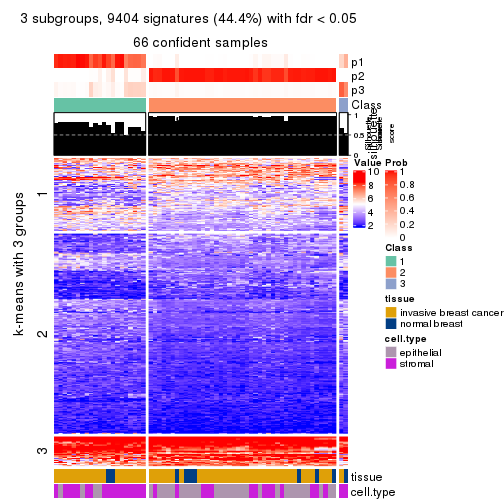 3 subgroups, 9404 signatures (44.4%) with fdr < 0.05
66 confident samples
p1
p2
p3
Class
1
0.5
0
silhouette
score
k-means with 3 groups
1
2
3
tissue
cell.type
Value
10
8
6
4
2
Prob
1
0.8
0.6
0.4
0.2
0
Class
1
2
3
tissue
invasive breast cancer
normal breast
cell.type
epithelial
stromal